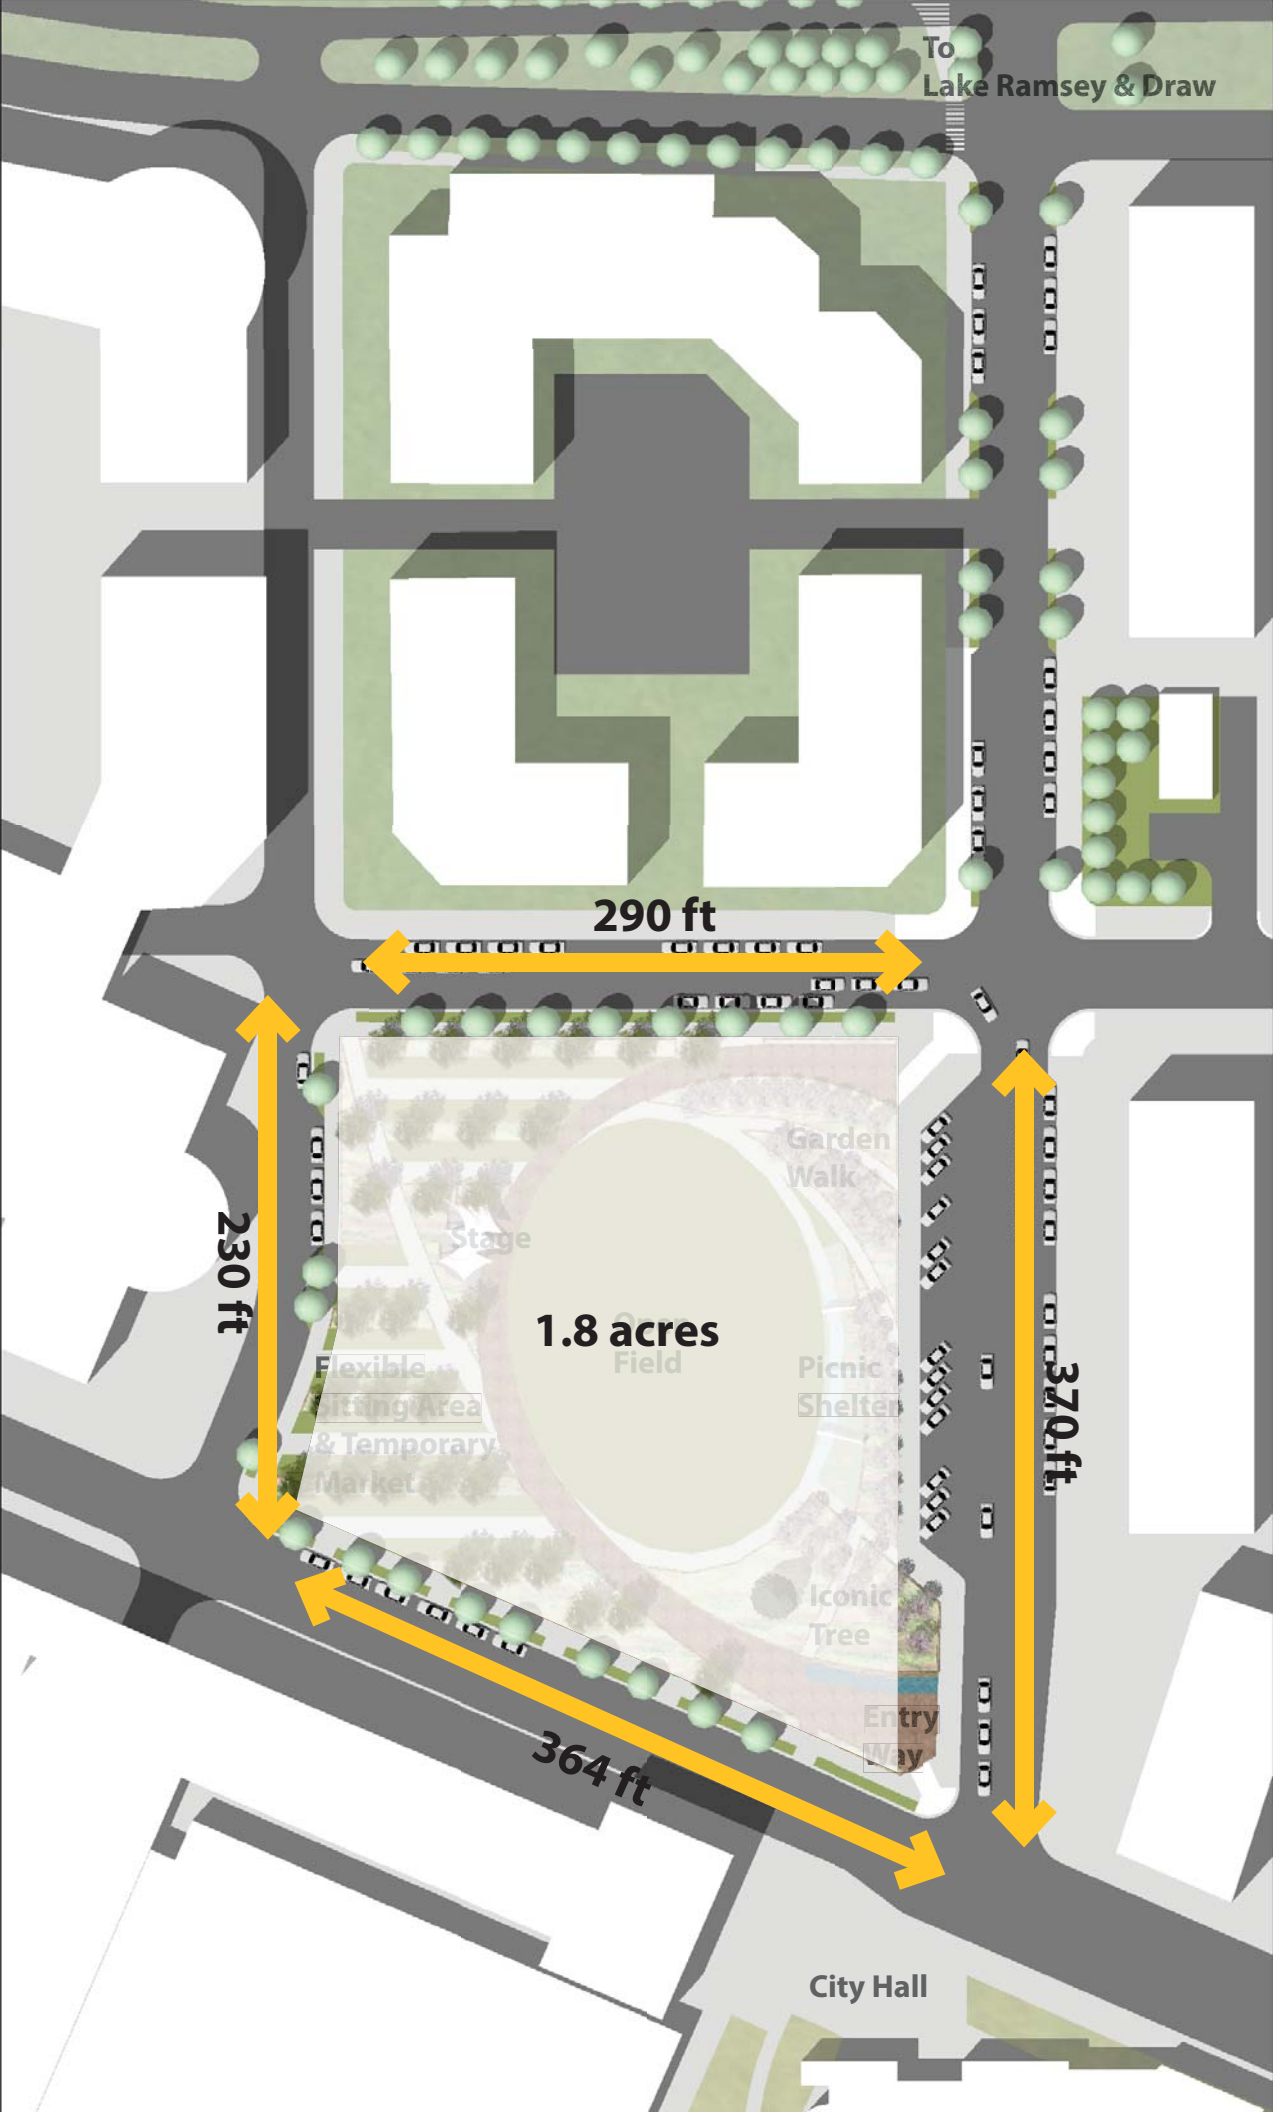 To
Lake Ramsey & Draw
290 ft
Garden
Walk
230 ft
Stage
1.8 acres
Open
Field
Flexible
Sitting Area
& Temporary
Market
Picnic
Shelter
370 ft
Iconic
Tree
Entry
Way
364 ft
City Hall